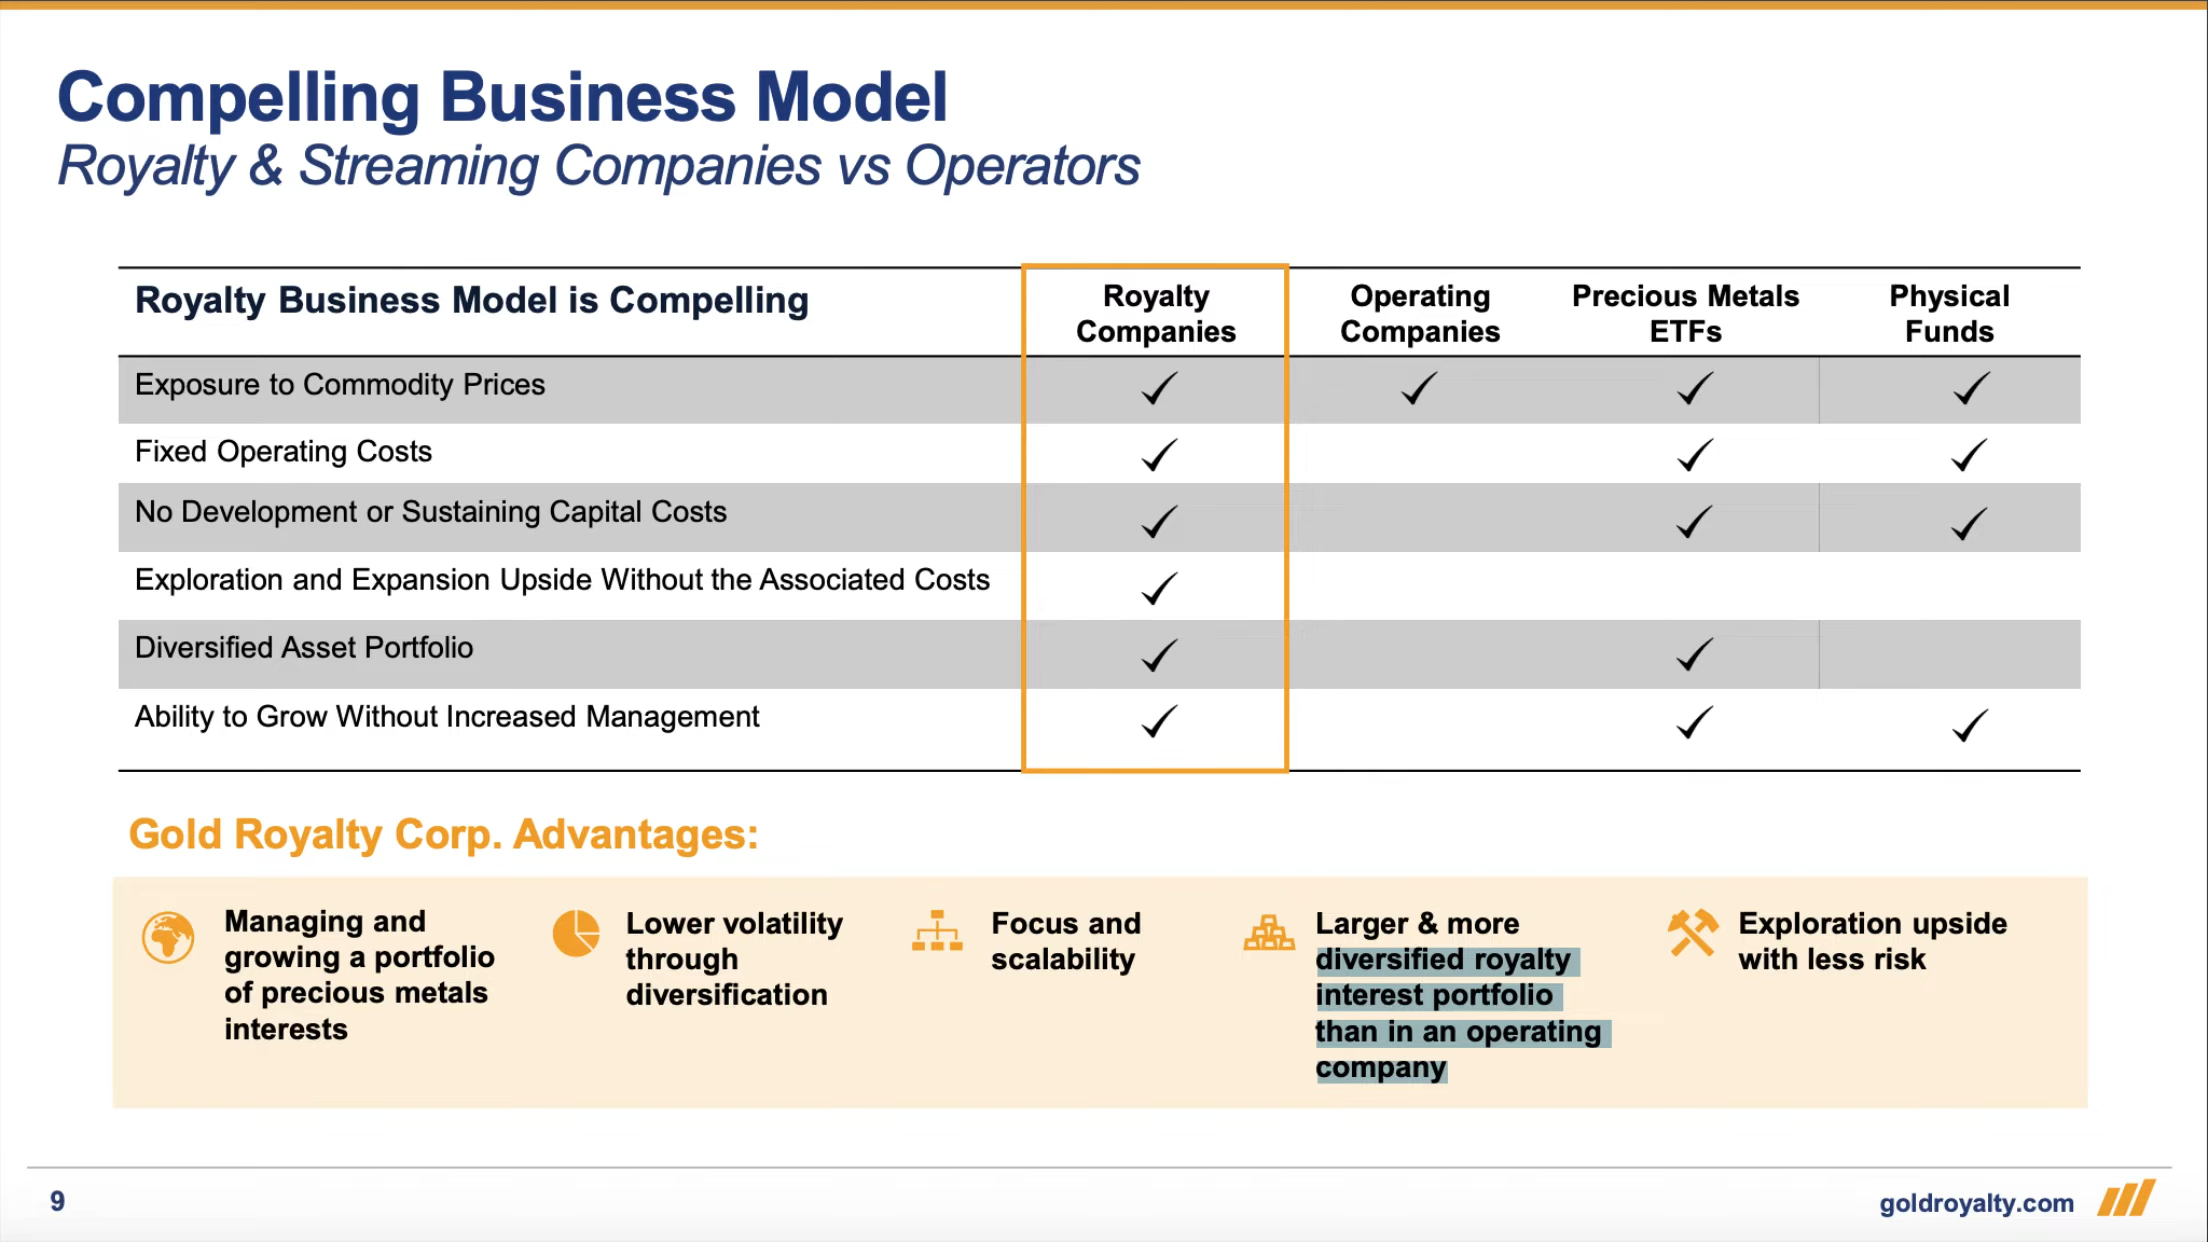 Compelling Business Model
Royalty & Streaming Companies vs Operators
Royalty Business Model is Compelling
Royalty
Companies
Operating
Companies
Precious Metals
ETFs
Physical
Funds
Exposure to Commodity Prices ✓ ✓ ✓ ✓
Fixed Operating Costs ✓ ✓ ✓
No Development or Sustaining Capital Costs ✓ ✓ ✓
Exploration and Expansion Upside Without the Associated Costs ✓
Diversified Asset Portfolio ✓ ✓
Ability to Grow Without Increased Management ✓ ✓ ✓
Gold Royalty Corp. Advantages:
Managing and
growing a portfolio
of precious metals
interests
Lower volatility
through
diversification
Focus and
scalability
Larger & more
diversified royalty
interest portfolio
than in an operating
company
Exploration upside
with less risk
9
goldroyalty.com